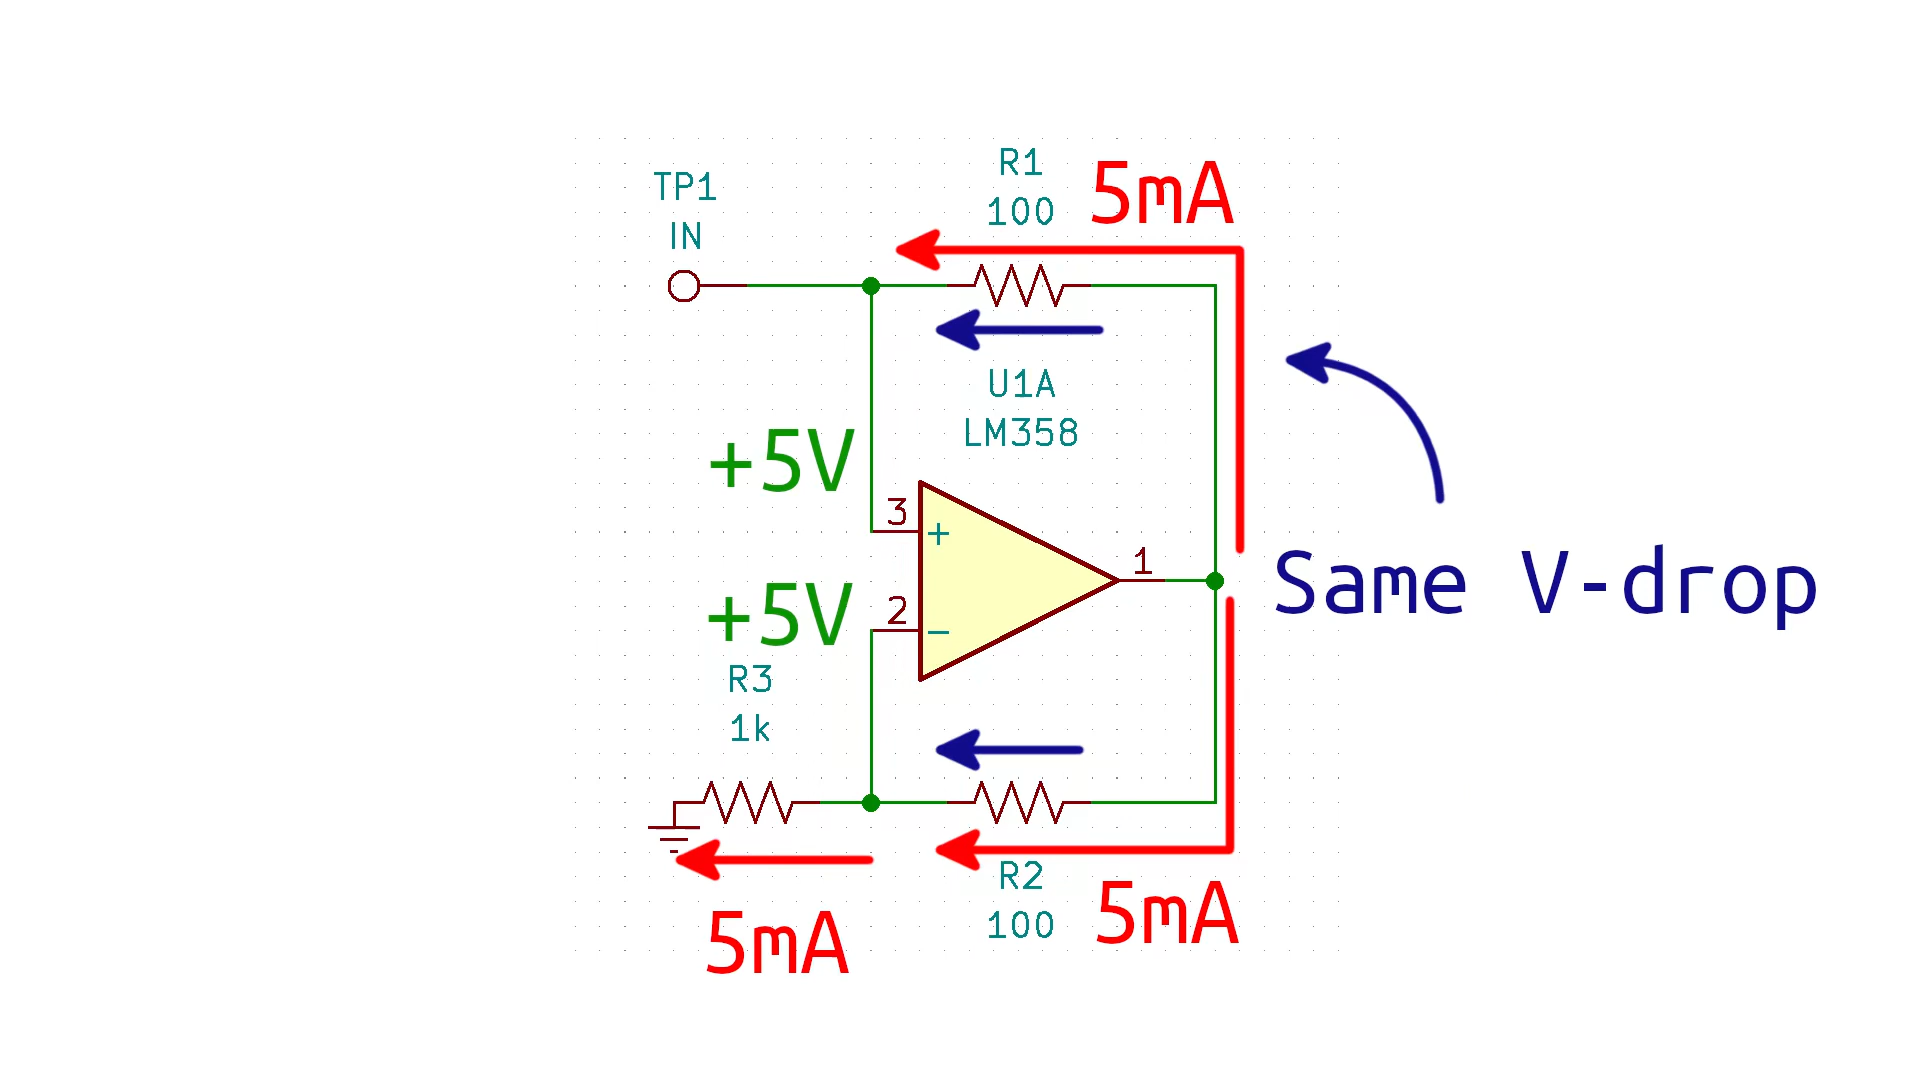 R1
100
5mA
TP1
IN
U1A
LM358
+5V
3
+
1
Same V-drop
+5V
2
−
R3
1k
R2
100
5mA
5mA